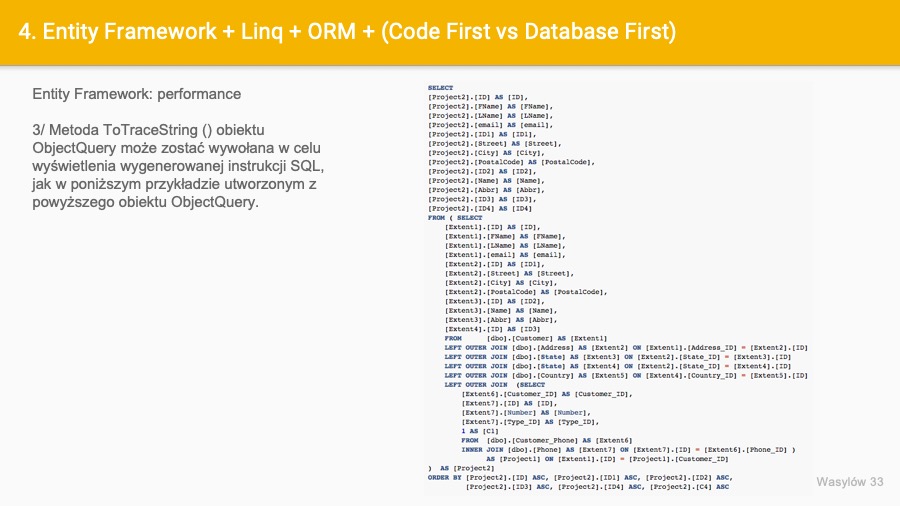 4. Entity Framework + Linq + ORM + (Code First vs Database First)
Entity Framework: performance
3/ Metoda ToTraceString () obiektu
ObjectQuery może zostać wywołana w celu
wyświetlenia wygenerowanej instrukcji SQL,
jak w poniższym przykładzie utworzonym z
powyższego obiektu ObjectQuery.
SELECT
[Project2].[ID] AS [ID],
[Project2].[FName] AS [FName],
[Project2].[LName] AS [LName],
[Project2].[email] AS [email],
[Project2].[ID1] AS [ID1],
[Project2].[Street] AS [Street],
[Project2].[City] AS [City],
[Project2].[PostalCode] AS [PostalCode],
[Project2].[ID2] AS [ID2],
[Project2].[Name] AS [Name],
[Project2].[Abbr] AS [Abbr],
[Project2].[ID3] AS [ID3],
[Project2].[ID4] AS [ID4]
FROM ( SELECT
[Extent1].[ID] AS [ID],
[Extent1].[FName] AS [FName],
[Extent1].[LName] AS [LName],
[Extent1].[email] AS [email],
[Extent2].[ID] AS [ID1],
[Extent2].[Street] AS [Street],
[Extent2].[City] AS [City],
[Extent2].[PostalCode] AS [PostalCode],
[Extent3].[ID] AS [ID2],
[Extent3].[Name] AS [Name],
[Extent3].[Abbr] AS [Abbr],
[Extent4].[ID] AS [ID3]
FROM [dbo].[Customer] AS [Extent1]
LEFT OUTER JOIN [dbo].[Address] AS [Extent2] ON [Extent1].[Address_ID] = [Extent2].[ID]
LEFT OUTER JOIN [dbo].[State] AS [Extent3] ON [Extent2].[State_ID] = [Extent3].[ID]
LEFT OUTER JOIN [dbo].[State] AS [Extent4] ON [Extent2].[State_ID] = [Extent4].[ID]
LEFT OUTER JOIN [dbo].[Country] AS [Extent5] ON [Extent4].[Country_ID] = [Extent5].[ID]
LEFT OUTER JOIN (SELECT
[Extent6].[Customer_ID] AS [Customer_ID],
[Extent7].[ID] AS [ID],
[Extent7].[Number] AS [Number],
[Extent7].[Type_ID] AS [Type_ID],
1 AS [C1]
FROM [dbo].[Customer_Phone] AS [Extent6]
INNER JOIN [dbo].[Phone] AS [Extent7] ON [Extent7].[ID] = [Extent6].[Phone_ID] )
AS [Project1] ON [Extent1].[ID] = [Project1].[Customer_ID]
) AS [Project2]
ORDER BY [Project2].[ID] ASC, [Project2].[ID1] ASC, [Project2].[ID2] ASC,
[Project2].[ID3] ASC, [Project2].[ID4] ASC, [Project2].[C4] ASC
Wasylów 33